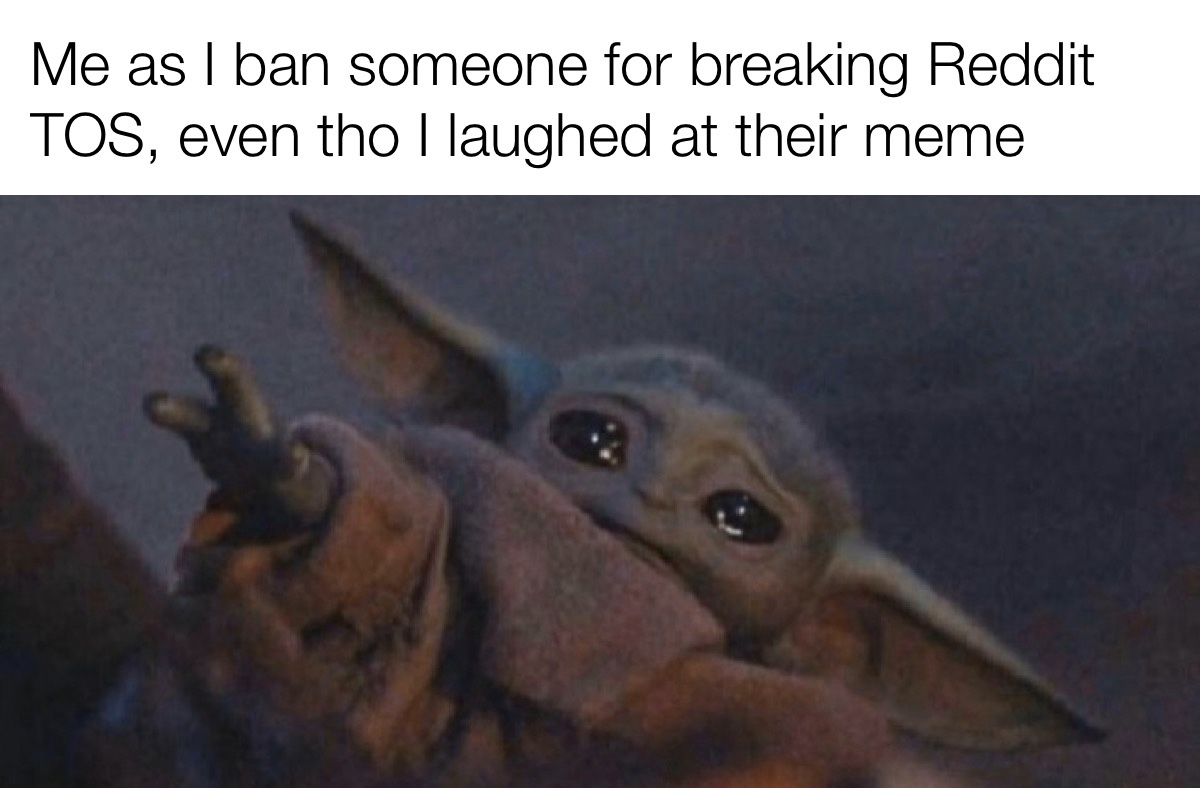 Me as I ban someone for breaking Reddit
TOS, even tho I laughed at their meme